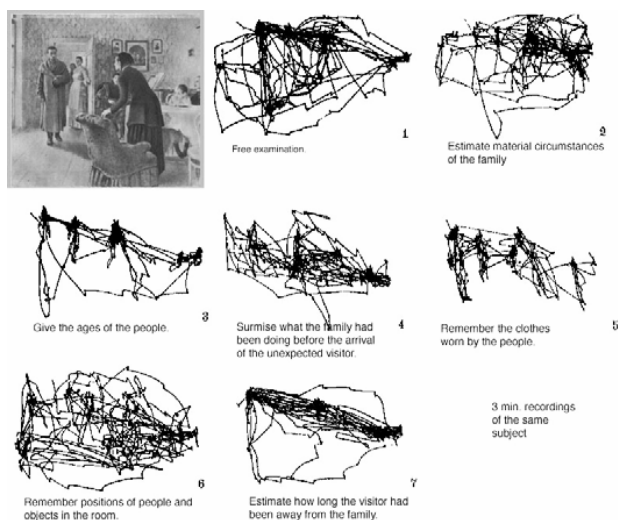 1
Free examination.
2
Estimate material circumstances
of the family
3
Give the ages of the people.
4
Surmise what the family had
been doing before the arrival
of the unexpected visitor.
5
Remember the clothes
worn by the people.
6
Remember positions of people and
objects in the room.
7
Estimate how long the visitor had
been away from the family.
3 min. recordings
of the same
subject